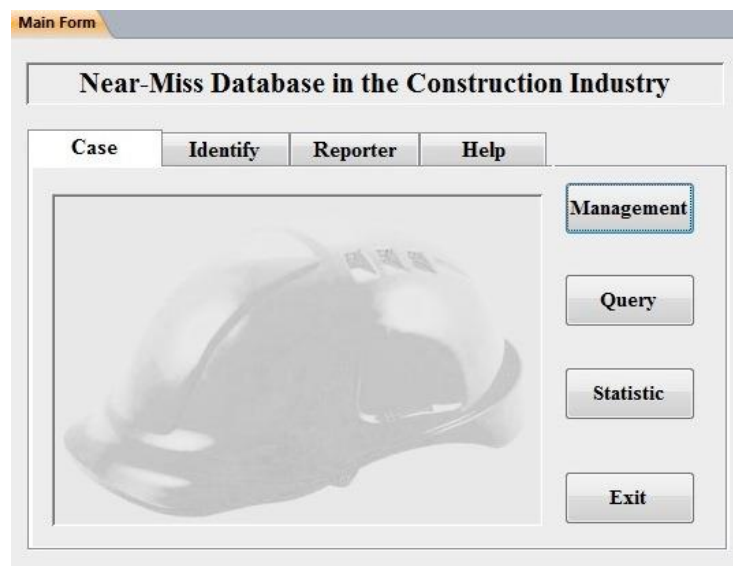 Main Form
Near-Miss Database in the Construction Industry
Case Identify Reporter Help
Management
Query
Statistic
Exit